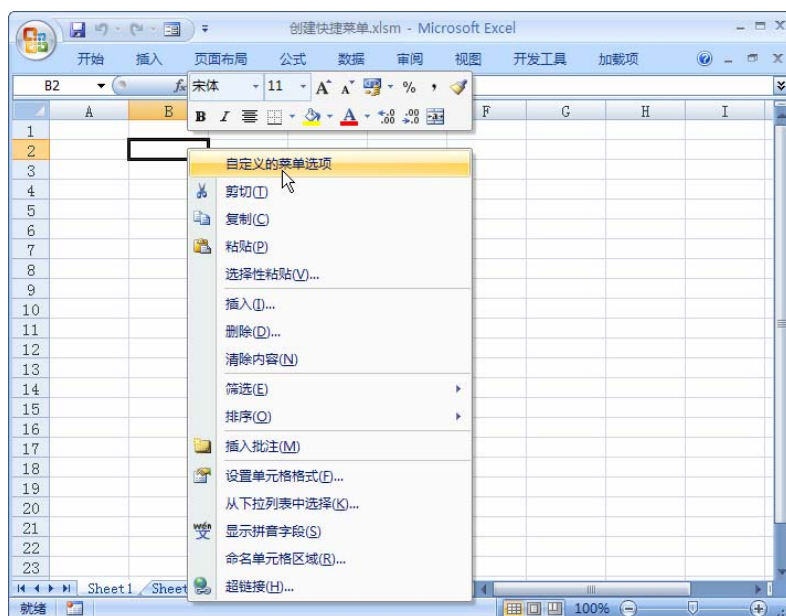 创建快捷菜单.xlsm - Microsoft Excel
开始 插入 页面布局 公式 数据 审阅 视图 开发工具 加载项
B2 fx 宋体 11 A A % ,
B I A .00 .00
A B F G H I
1
2
自定义的菜单选项
3
4 剪切(T)
5 复制(C)
6
7 粘贴(P)
8 选择性粘贴(V)...
9
10 插入(I)...
11 删除(D)...
12 清除内容(N)
13
14 筛选(E)
15 排序(O)
16
17 插入批注(M)
18 设置单元格格式(F)...
19
20 从下拉列表中选择(K)...
21 wén 文 显示拼音字段(S)
22 命名单元格区域(R)...
23
Sheet1 Sheet 超链接(H)...
就绪 100%